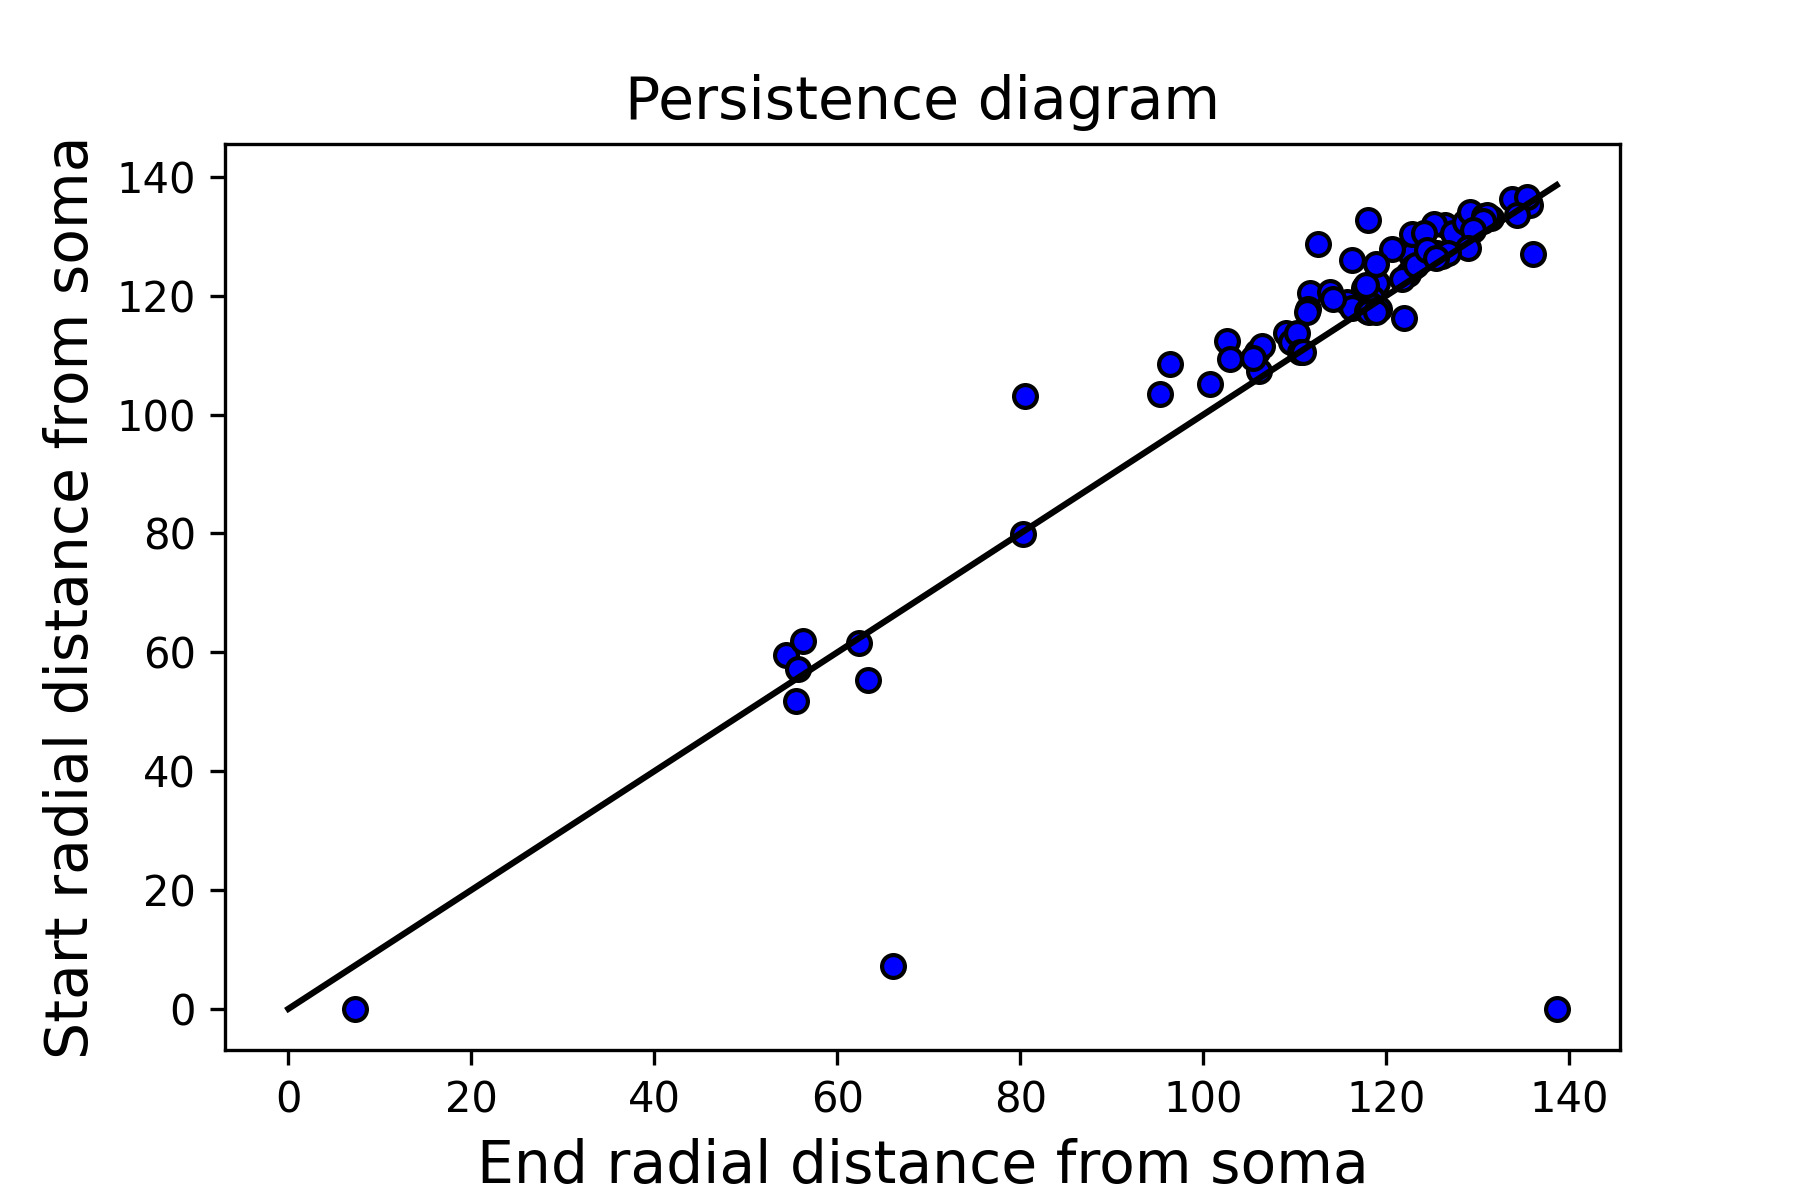 Persistence diagram
Start radial distance from soma
140
120
100
80
60
40
20
0
0 20 40 60 80 100 120 140
End radial distance from soma